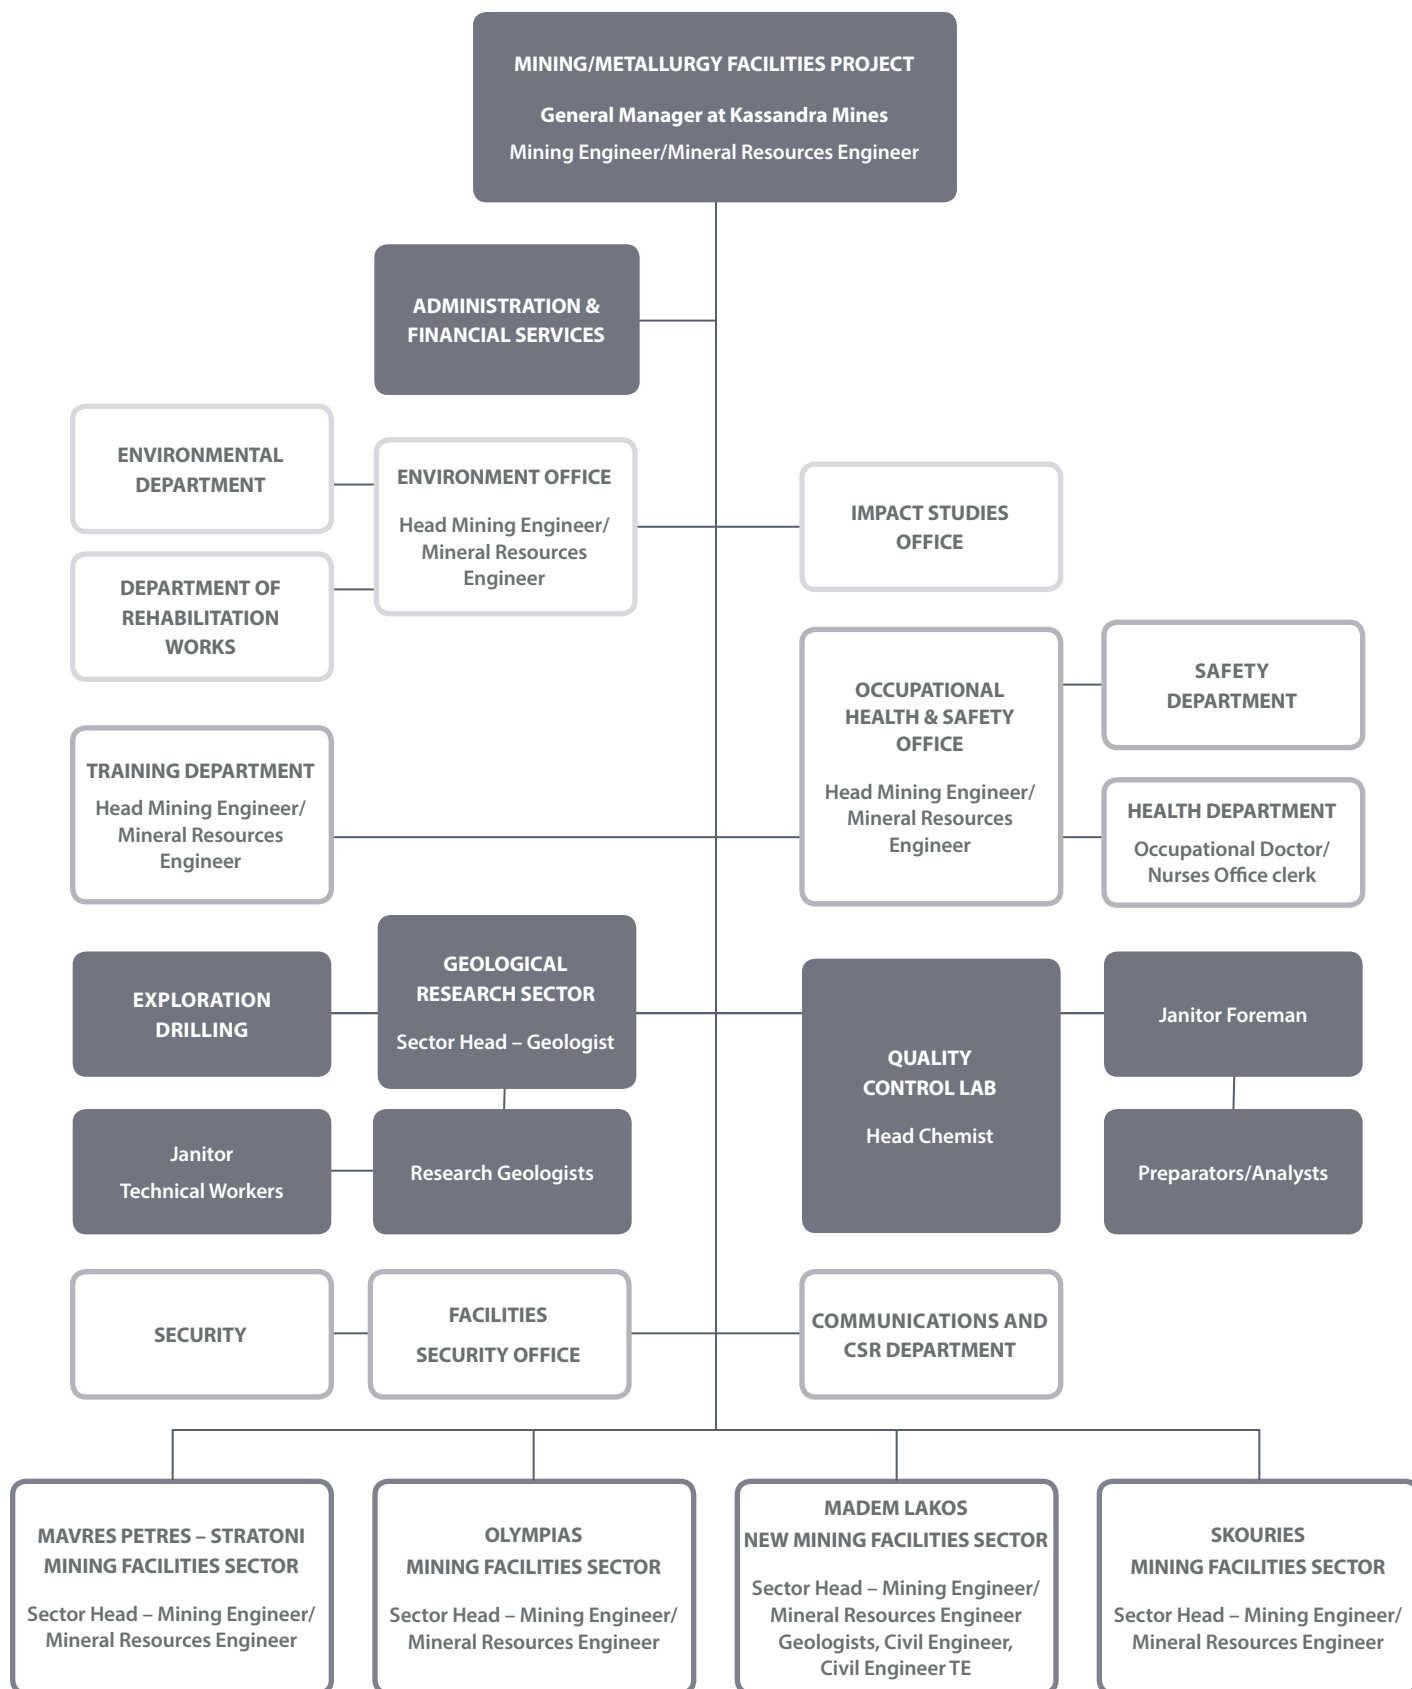 MINING/METALLURGY FACILITIES PROJECT
General Manager at Kassandra Mines
Mining Engineer/Mineral Resources Engineer
ADMINISTRATION &
FINANCIAL SERVICES
ENVIRONMENTAL
DEPARTMENT
ENVIRONMENT OFFICE
Head Mining Engineer/
Mineral Resources
Engineer
IMPACT STUDIES
OFFICE
DEPARTMENT OF
REHABILITATION
WORKS
OCCUPATIONAL
HEALTH & SAFETY
OFFICE
Head Mining Engineer/
Mineral Resources
Engineer
SAFETY
DEPARTMENT
TRAINING DEPARTMENT
Head Mining Engineer/
Mineral Resources
Engineer
HEALTH DEPARTMENT
Occupational Doctor/
Nurses Office clerk
EXPLORATION
DRILLING
GEOLOGICAL
RESEARCH SECTOR
Sector Head – Geologist
QUALITY
CONTROL LAB
Head Chemist
Janitor Foreman
Janitor
Technical Workers
Research Geologists
Preparators/Analysts
SECURITY
FACILITIES
SECURITY OFFICE
COMMUNICATIONS AND
CSR DEPARTMENT
MAVRES PETRES – STRATONI
MINING FACILITIES SECTOR
Sector Head – Mining Engineer/
Mineral Resources Engineer
OLYMPIAS
MINING FACILITIES SECTOR
Sector Head – Mining Engineer/
Mineral Resources Engineer
MADEM LAKOS
NEW MINING FACILITIES SECTOR
Sector Head – Mining Engineer/
Mineral Resources Engineer
Geologists, Civil Engineer,
Civil Engineer TE
SKOURIES
MINING FACILITIES SECTOR
Sector Head – Mining Engineer/
Mineral Resources Engineer